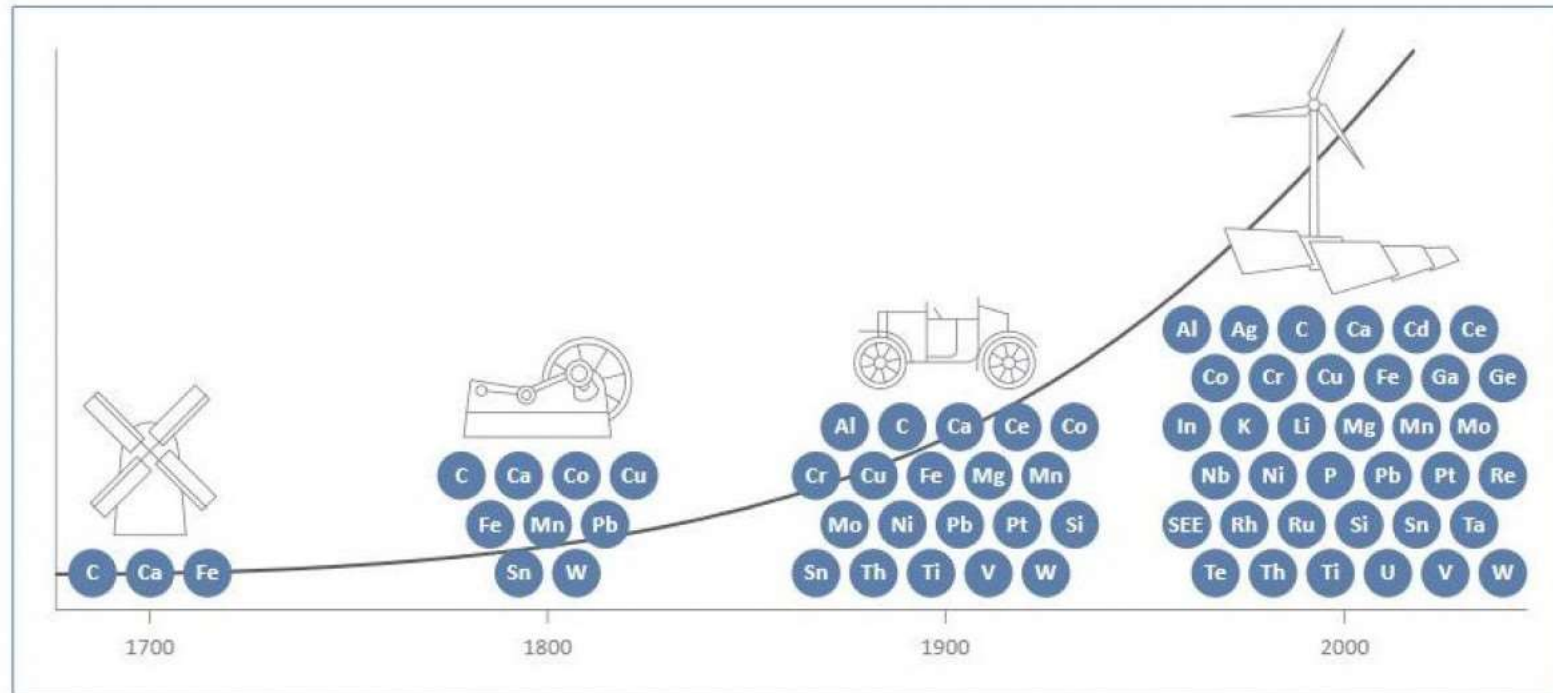 Al Ag C Ca Cd Ce
Co Cr Cu Fe Ga Ge
Al C Ca Ce Co
In K Li Mg Mn Mo
C Ca Co Cu
Cr Cu Fe Mg Mn
Nb Ni P Pb Pt Re
Fe Mn Pb
Mo Ni Pb Pt Si
SEE Rh Ru Si Sn Ta
C Ca Fe
Sn W
Sn Th Ti V W
Te Th Ti U V W
1700 1800 1900 2000